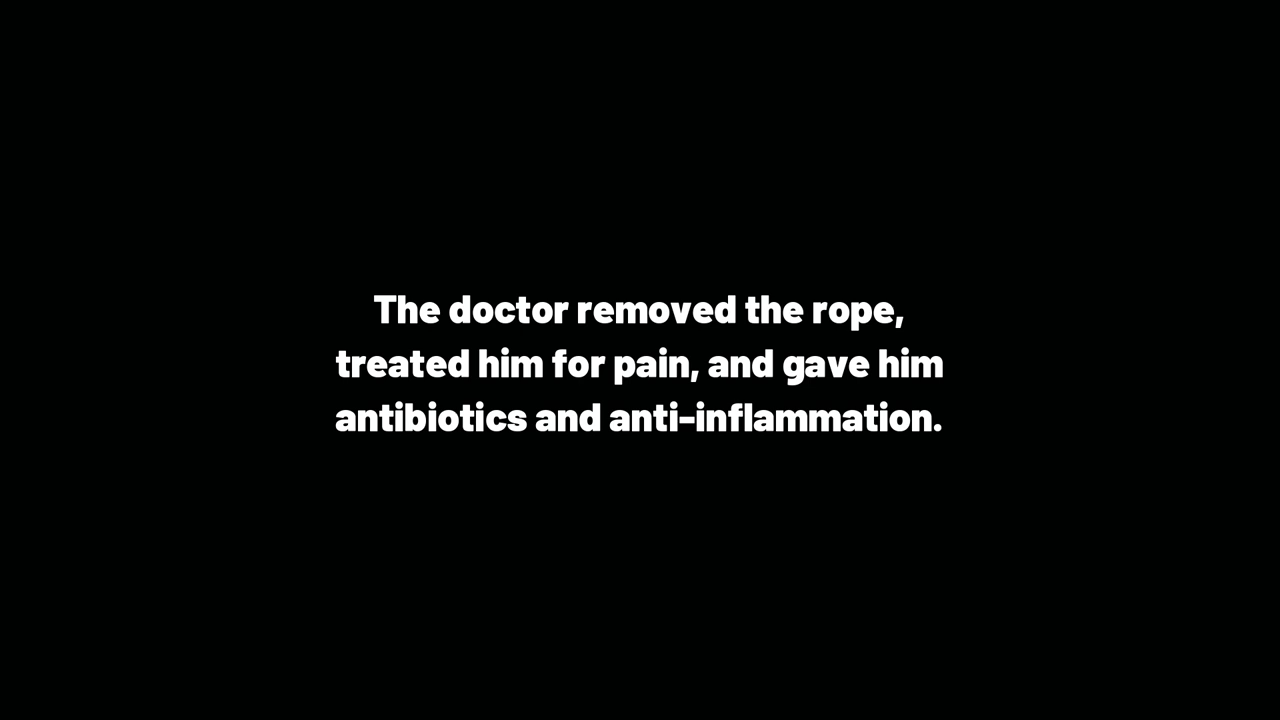 The doctor removed the rope,
treated him for pain, and gave him
antibiotics and anti-inflammation.